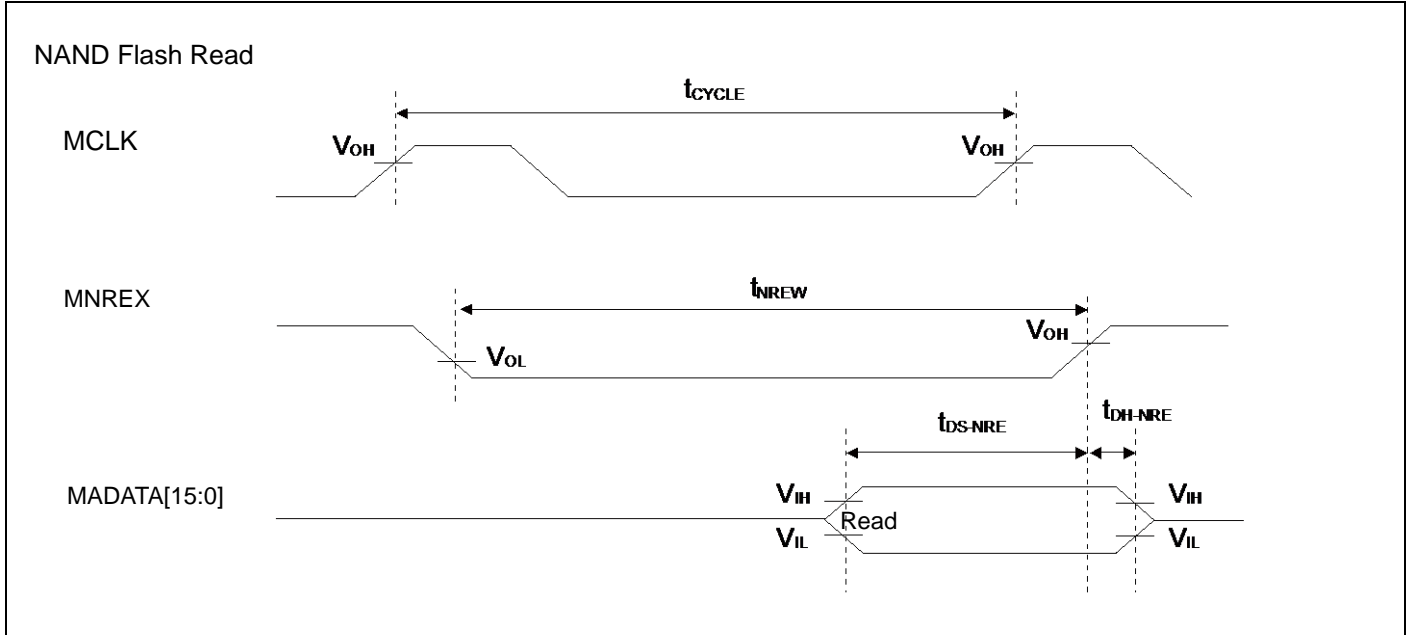 NAND Flash Read
tCYCLE
MCLK
VOH
VOH
MNREX
tNREW
VOL
VOH
tDS-NRE
tDH-NRE
MADATA[15:0]
VIH
VIH
Read
VIL
VIL